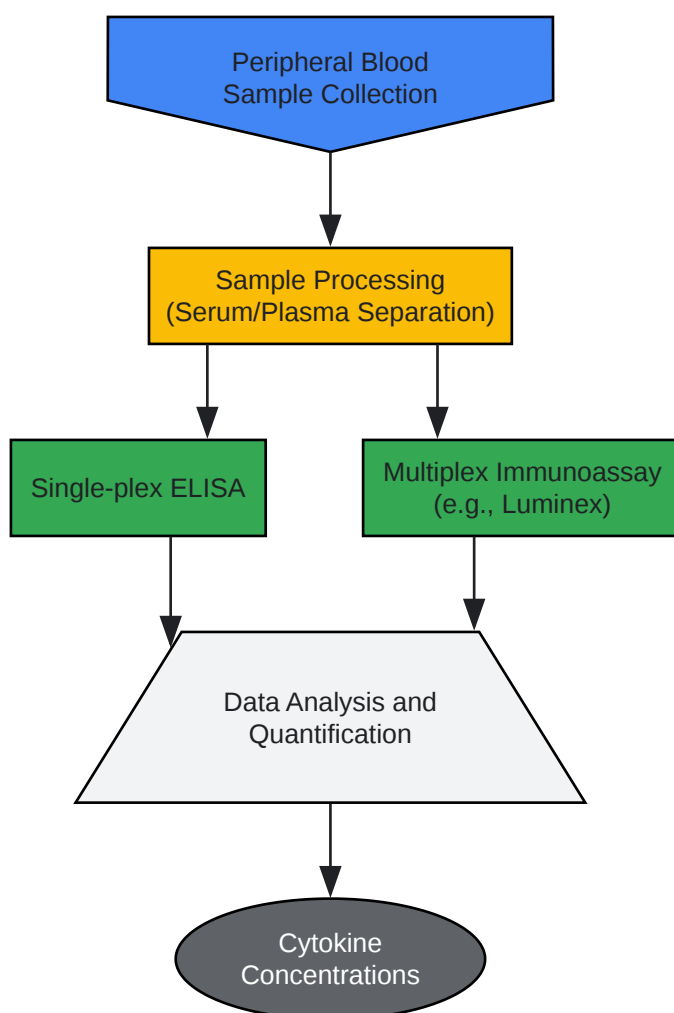 Peripheral Blood
Sample Collection
Sample Processing
(Serum/Plasma Separation)
Single-plex ELISA
Multiplex Immunoassay
(e.g., Luminex)
Data Analysis and
Quantification
Cytokine
Concentrations